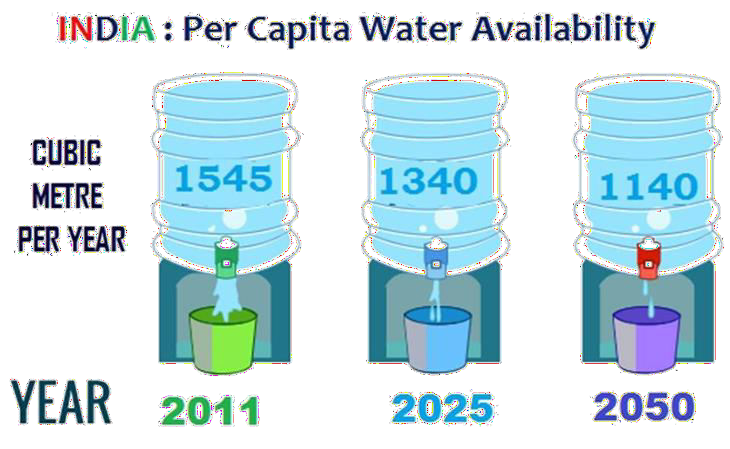 INDIA : Per Capita Water Availability
CUBIC
METRE
PER YEAR
1545
1340
1140
YEAR
2011
2025
2050